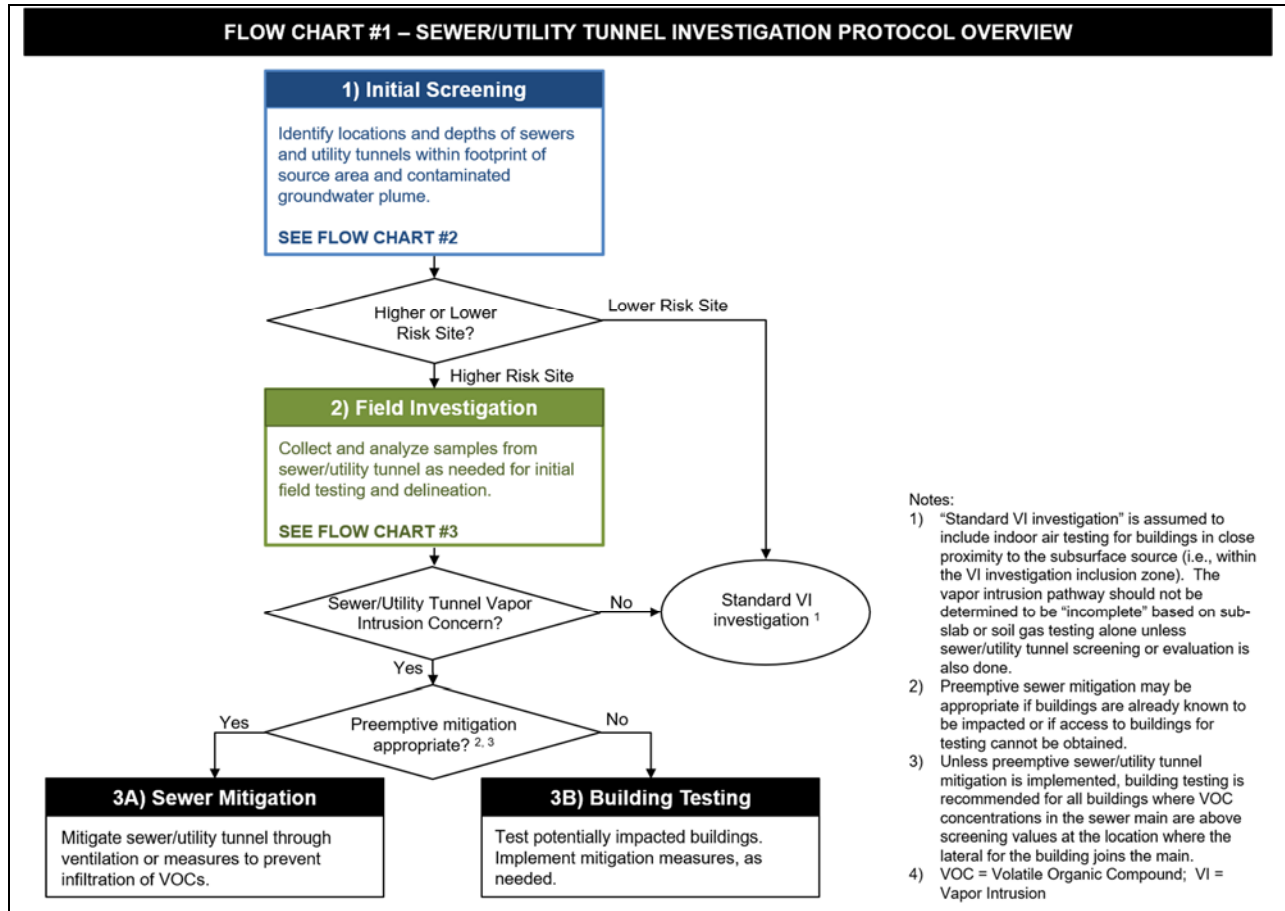 FLOW CHART #1 – SEWER/UTILITY TUNNEL INVESTIGATION PROTOCOL OVERVIEW
1) Initial Screening
Identify locations and depths of sewers
and utility tunnels within footprint of
source area and contaminated
groundwater plume.
SEE FLOW CHART #2
Higher or Lower
Risk Site?
Lower Risk Site
Higher Risk Site
2) Field Investigation
Collect and analyze samples from
sewer/utility tunnel as needed for initial
field testing and delineation.
SEE FLOW CHART #3
Sewer/Utility Tunnel Vapor
Intrusion Concern?
No
Standard VI
investigation 1
Yes
Preemptive mitigation
appropriate? 2, 3
Yes
No
3A) Sewer Mitigation
Mitigate sewer/utility tunnel through
ventilation or measures to prevent
infiltration of VOCs.
3B) Building Testing
Test potentially impacted buildings.
Implement mitigation measures, as
needed.
Notes:
1) “Standard VI investigation” is assumed to
include indoor air testing for buildings in close
proximity to the subsurface source (i.e., within
the VI investigation inclusion zone). The
vapor intrusion pathway should not be
determined to be “incomplete” based on sub-
slab or soil gas testing alone unless
sewer/utility tunnel screening or evaluation is
also done.
2) Preemptive sewer mitigation may be
appropriate if buildings are already known to
be impacted or if access to buildings for
testing cannot be obtained.
3) Unless preemptive sewer/utility tunnel
mitigation is implemented, building testing is
recommended for all buildings where VOC
concentrations in the sewer main are above
screening values at the location where the
lateral for the building joins the main.
4) VOC = Volatile Organic Compound; VI =
Vapor Intrusion